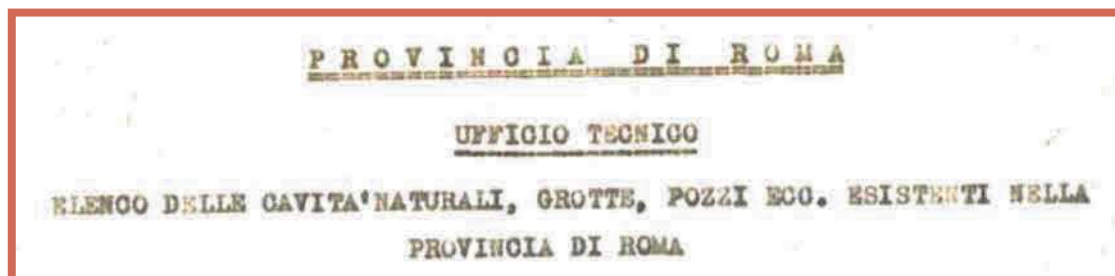 PROVINCIA DI ROMA
UFFICIO TECNICO
ELENCO DELLE CAVITA'NATURALI, GROTTE, POZZI ECC. ESISTENTI NELLA
PROVINCIA DI ROMA